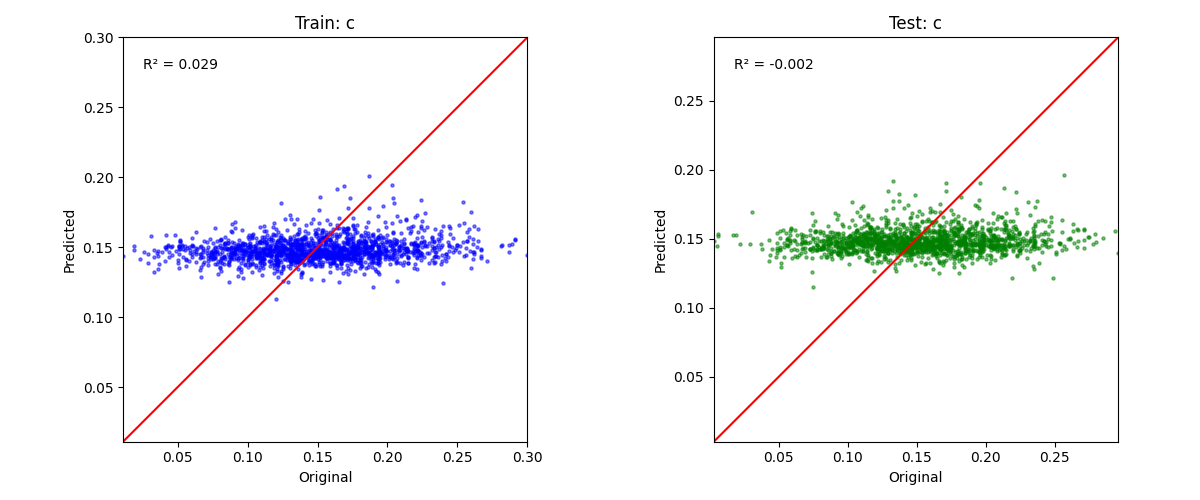 Train: c
R² = 0.029
0.30
0.25
0.20
0.15
0.10
0.05
Predicted
0.05 0.10 0.15 0.20 0.25 0.30
Original
Test: c
R² = -0.002
0.25
0.20
0.15
0.10
0.05
Predicted
0.05 0.10 0.15 0.20 0.25
Original